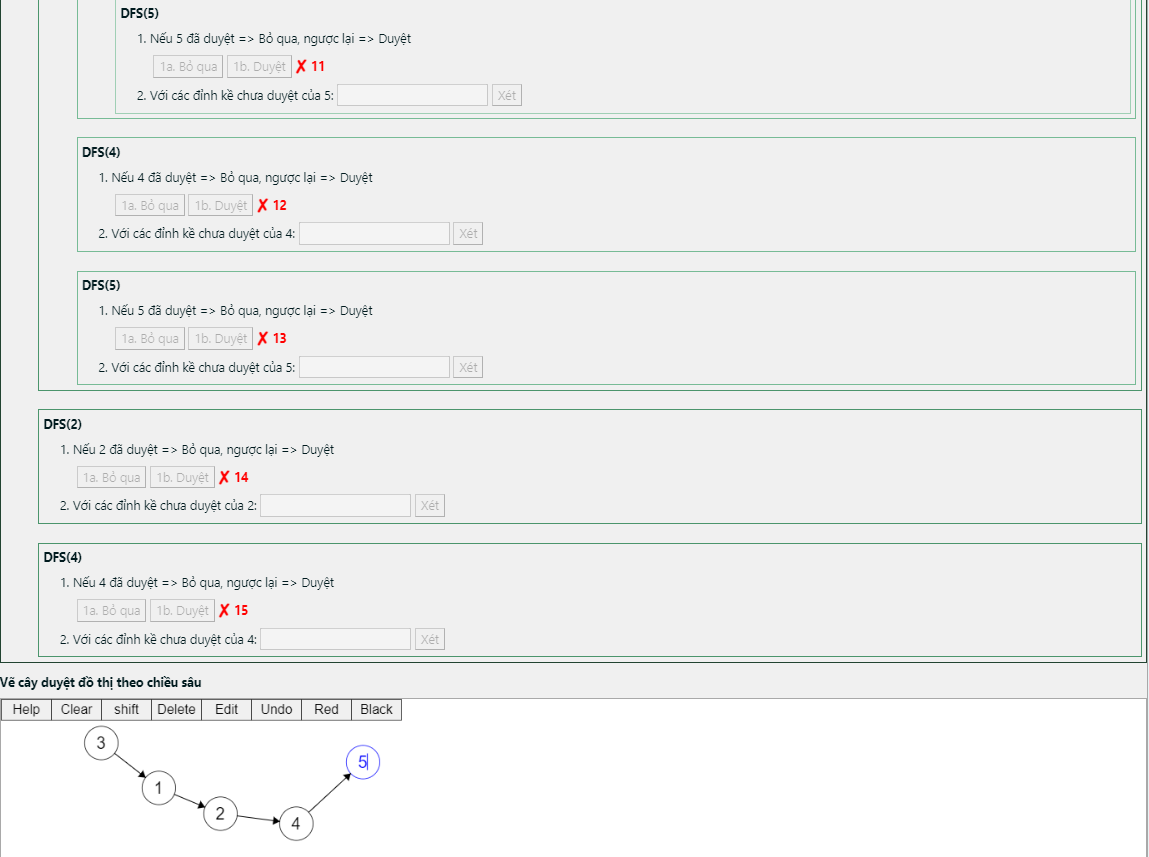 DFS(5)
1. Nếu 5 đã duyệt => Bỏ qua, ngược lại => Duyệt
1a. Bỏ qua 1b. Duyệt ✗ 11
2. Với các đỉnh kề chưa duyệt của 5: Xét
DFS(4)
1. Nếu 4 đã duyệt => Bỏ qua, ngược lại => Duyệt
1a. Bỏ qua 1b. Duyệt ✗ 12
2. Với các đỉnh kề chưa duyệt của 4: Xét
DFS(5)
1. Nếu 5 đã duyệt => Bỏ qua, ngược lại => Duyệt
1a. Bỏ qua 1b. Duyệt ✗ 13
2. Với các đỉnh kề chưa duyệt của 5: Xét
DFS(2)
1. Nếu 2 đã duyệt => Bỏ qua, ngược lại => Duyệt
1a. Bỏ qua 1b. Duyệt ✗ 14
2. Với các đỉnh kề chưa duyệt của 2: Xét
DFS(4)
1. Nếu 4 đã duyệt => Bỏ qua, ngược lại => Duyệt
1a. Bỏ qua 1b. Duyệt ✗ 15
2. Với các đỉnh kề chưa duyệt của 4: Xét
Vẽ cây duyệt đồ thị theo chiều sâu
Help Clear shift Delete Edit Undo Red Black
3
5
1
2
4